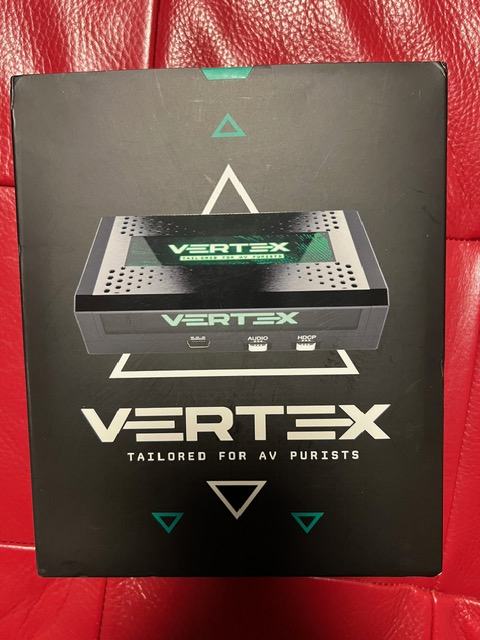 VERTEX
TAILORED FOR AV PURISTS
VERTEX
AUDIO
HDCP
VERTEX
TAILORED FOR AV PURISTS